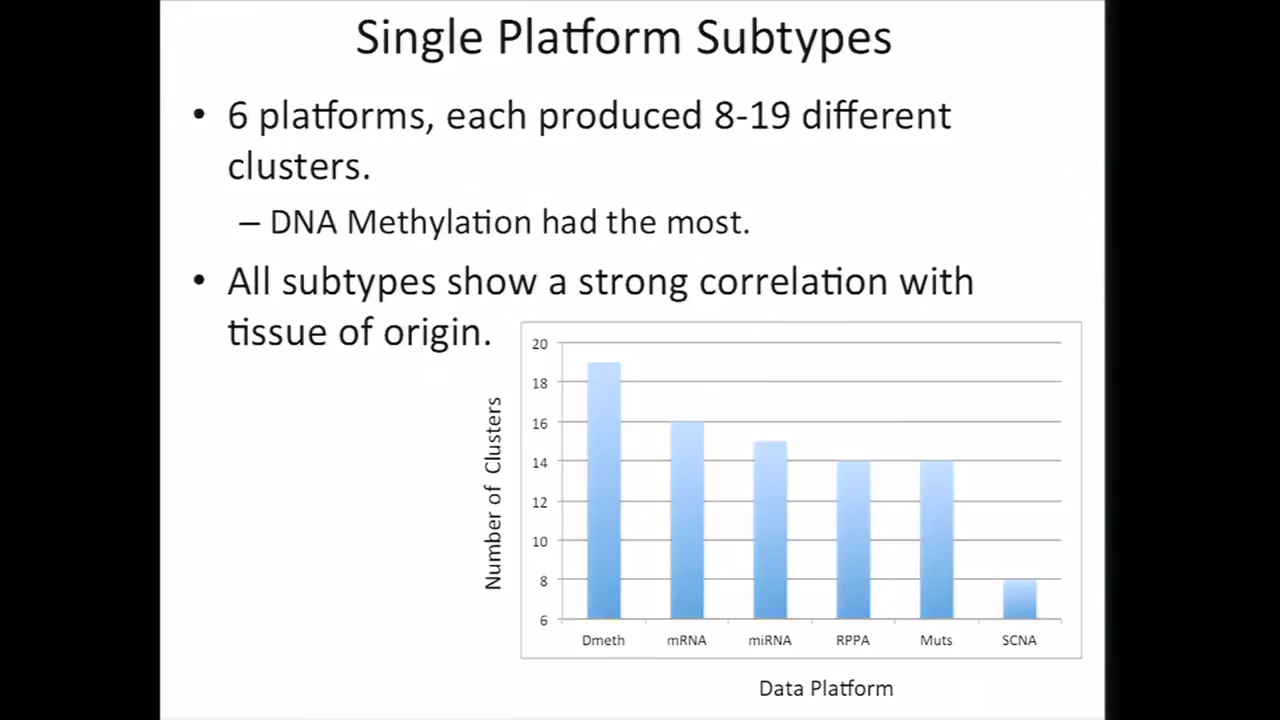 Single Platform Subtypes
• 6 platforms, each produced 8-19 different
clusters.
– DNA Methylation had the most.
• All subtypes show a strong correlation with
tissue of origin.
Number of Clusters
20
18
16
14
12
10
8
6
Dmeth mRNA miRNA RPPA Muts SCNA
Data Platform